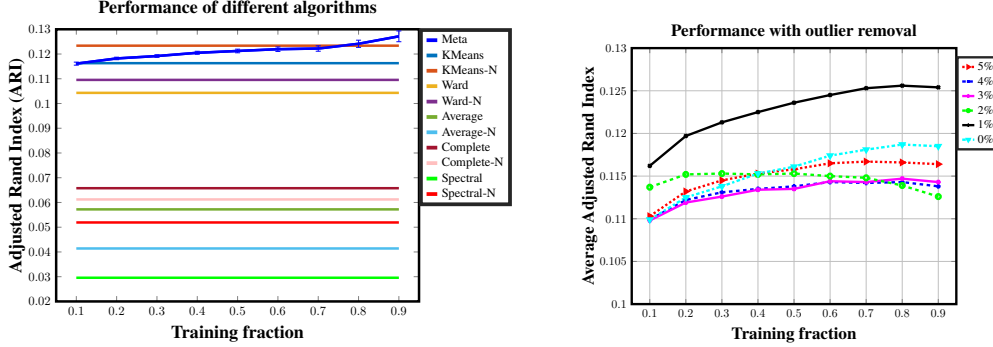 Performance of different algorithms
0.13
0.12
0.11
0.1
0.09
0.08
0.07
0.06
0.05
0.04
0.03
0.02
Adjusted Rand Index (ARI)
0.1 0.2 0.3 0.4 0.5 0.6 0.7 0.8 0.9
Training fraction
Meta
KMeans
KMeans-N
Ward
Ward-N
Average
Average-N
Complete
Complete-N
Spectral
Spectral-N
Performance with outlier removal
0.13
0.125
0.12
0.115
0.11
0.105
0.1
Average Adjusted Rand Index
0.1 0.2 0.3 0.4 0.5 0.6 0.7 0.8 0.9
Training fraction
5%
4%
3%
2%
1%
0%